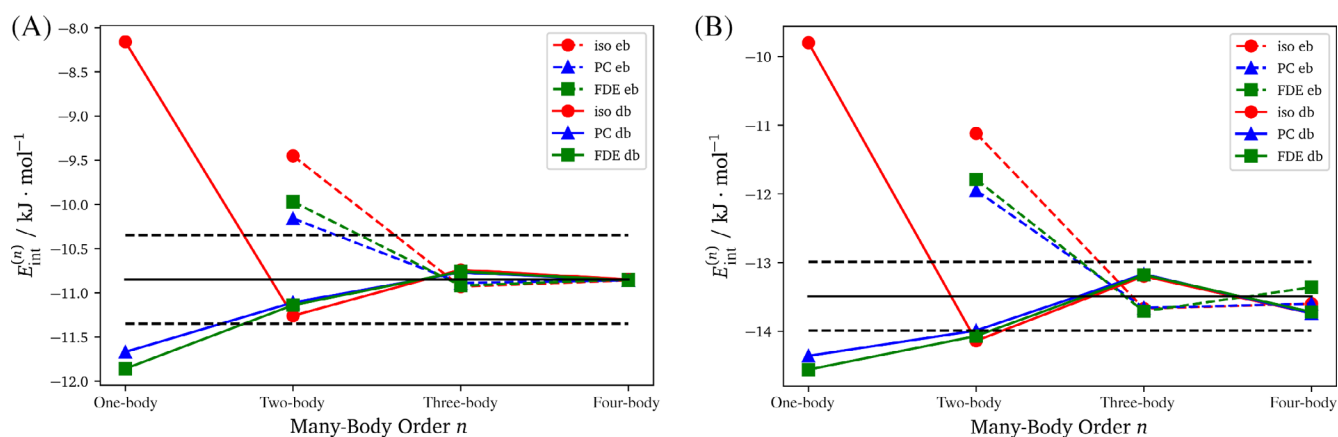 (A)
−8.0
−8.5
−9.0
−9.5
−10.0
−10.5
−11.0
−11.5
−12.0
E_int^(n) / kJ · mol^−1
iso eb
PC eb
FDE eb
iso db
PC db
FDE db
One-body Two-body Three-body Four-body
Many-Body Order n
(B)
−10
−11
−12
−13
−14
E_int^(n) / kJ · mol^−1
iso eb
PC eb
FDE eb
iso db
PC db
FDE db
One-body Two-body Three-body Four-body
Many-Body Order n